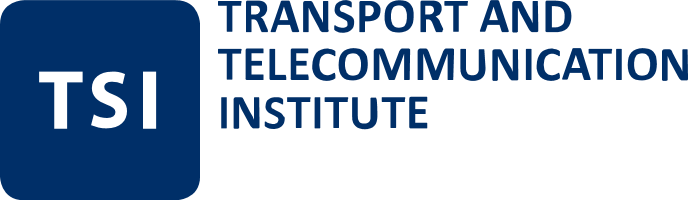 TSI
TRANSPORT AND
TELECOMMUNICATION
INSTITUTE